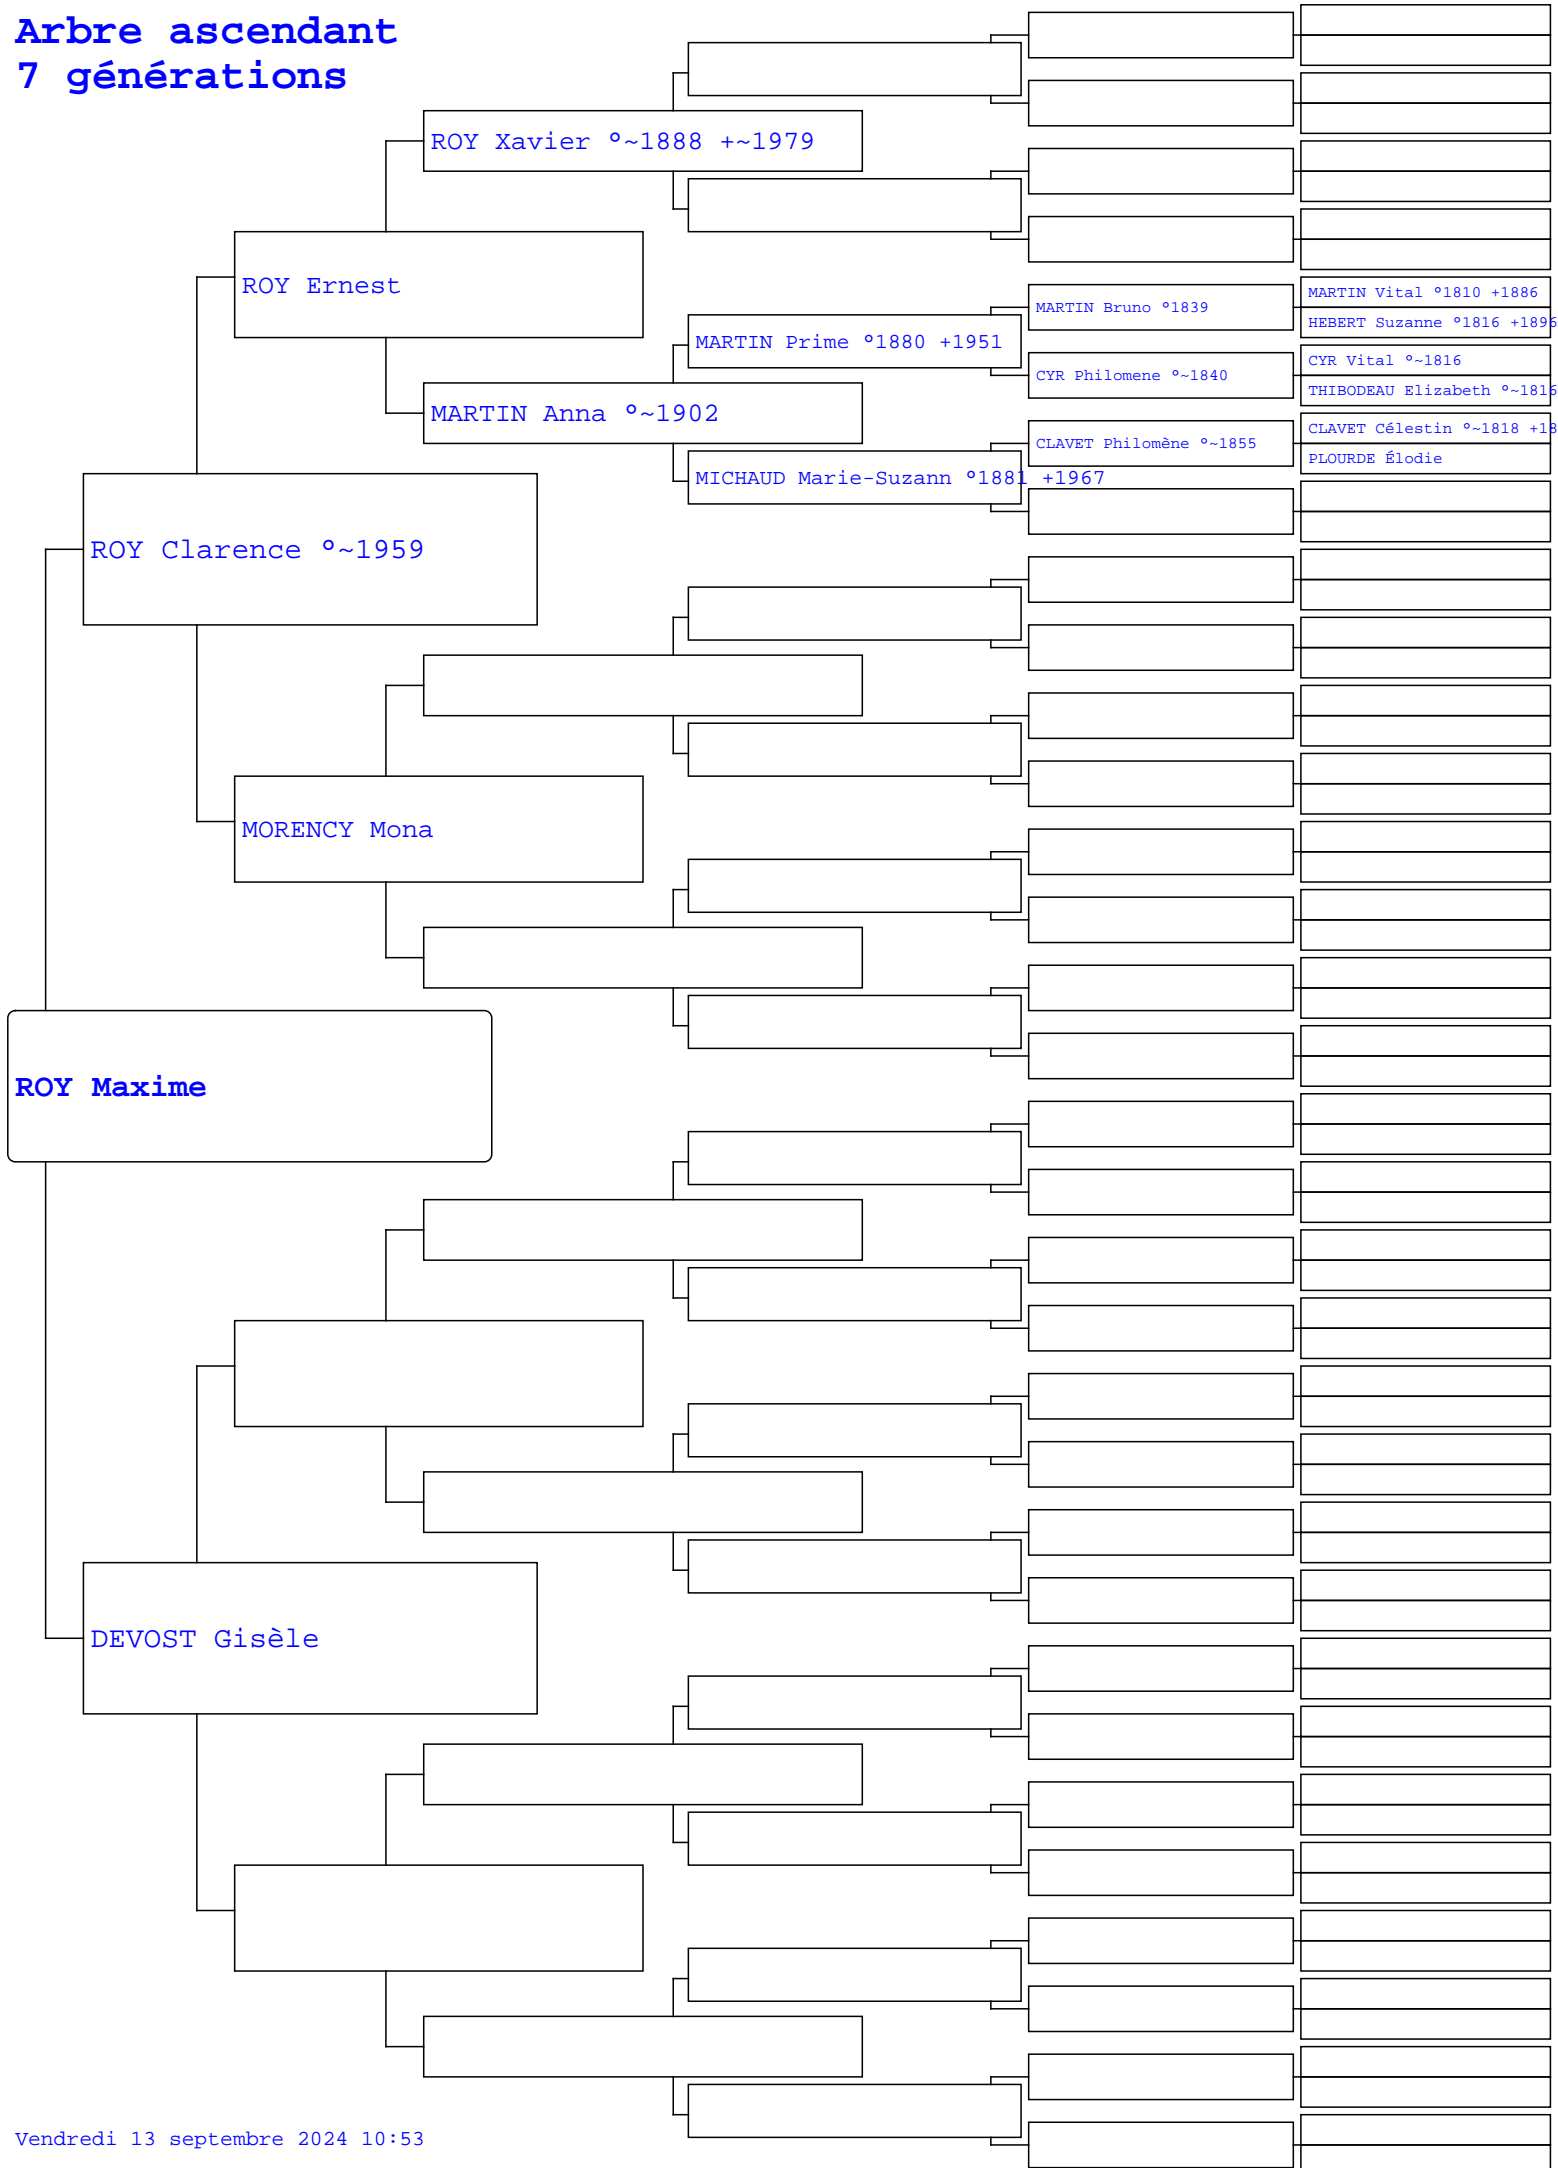 Arbre ascendant
7 générations
ROY Xavier °~1888 +~1979
ROY Ernest
MARTIN Vital °1810 +1886
MARTIN Bruno °1839
HEBERT Suzanne °1816 +1896
MARTIN Prime °1880 +1951
CYR Vital °~1816
CYR Philomene °~1840
THIBODEAU Elizabeth °~1816
MARTIN Anna °~1902
CLAVET Célestin °~1818 +18
CLAVET Philomène °~1855
PLOURDE Élodie
MICHAUD Marie-Suzann °1881 +1967
ROY Clarence °~1959
MORENCY Mona
ROY Maxime
DEVOST Gisèle
Vendredi 13 septembre 2024 10:53